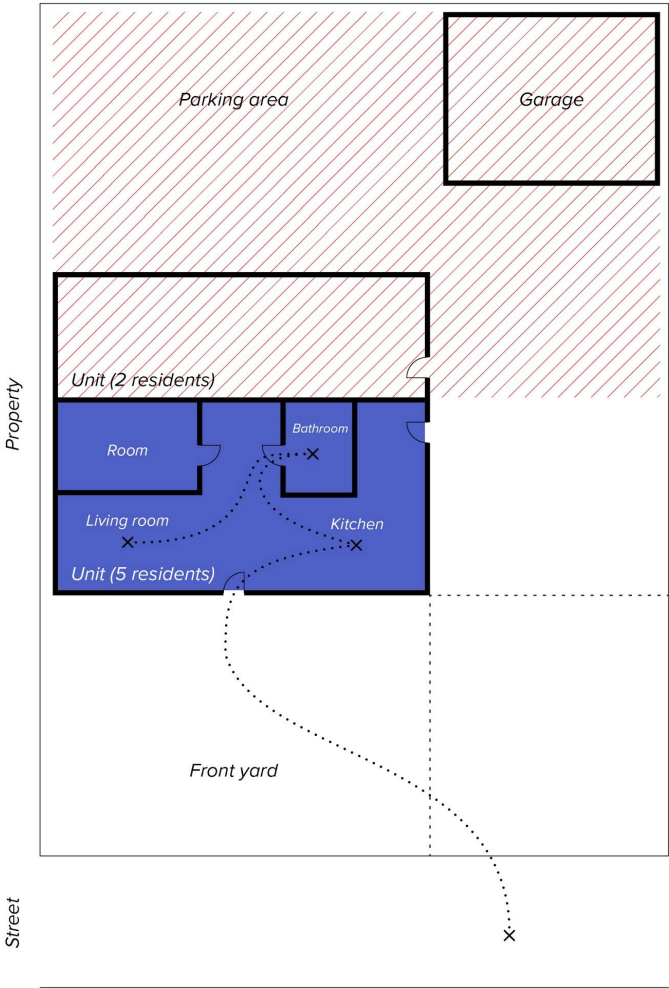 Parking area
Garage
Unit (2 residents)
Property
Room
Bathroom
Living room
Kitchen
Unit (5 residents)
Front yard
Street